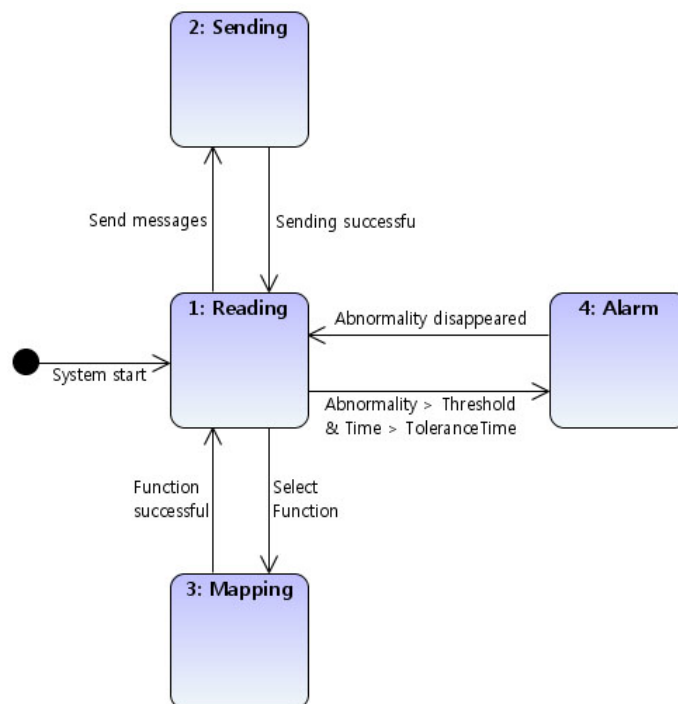 2: Sending
Send messages
Sending successfu
1: Reading
4: Alarm
Abnormality disappeared
System start
Abnormality > Threshold
& Time > ToleranceTime
Function
successful
Select
Function
3: Mapping